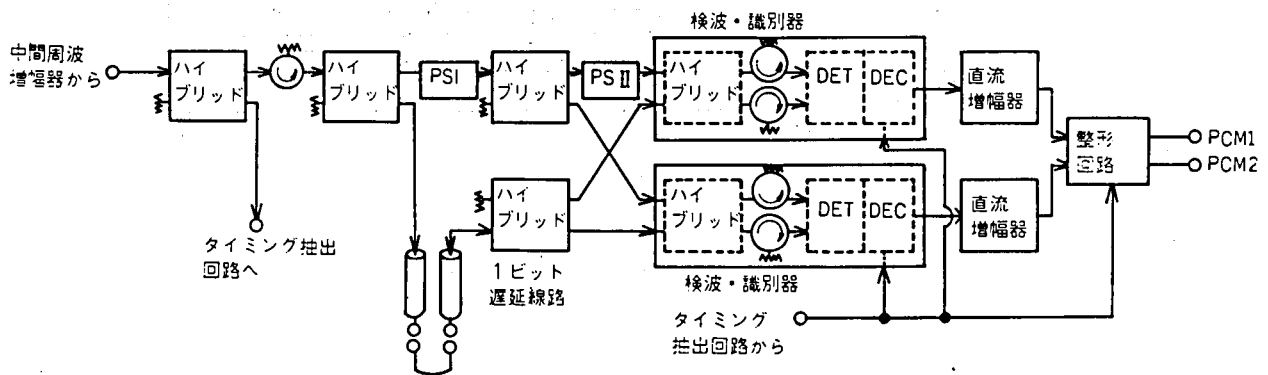 中間周波
増幅器から
ハイ
ブリッド
タイミング抽出
回路へ
ハイ
ブリッド
PSI
ハイ
ブリッド
PSⅡ
ハイ
ブリッド
1ビット
遅延線路
検波・識別器
ハイ
ブリッド
DET
DEC
直流
増幅器
ハイ
ブリッド
DET
DEC
検波・識別器
直流
増幅器
整形
回路
PCM1
PCM2
タイミング
抽出回路から